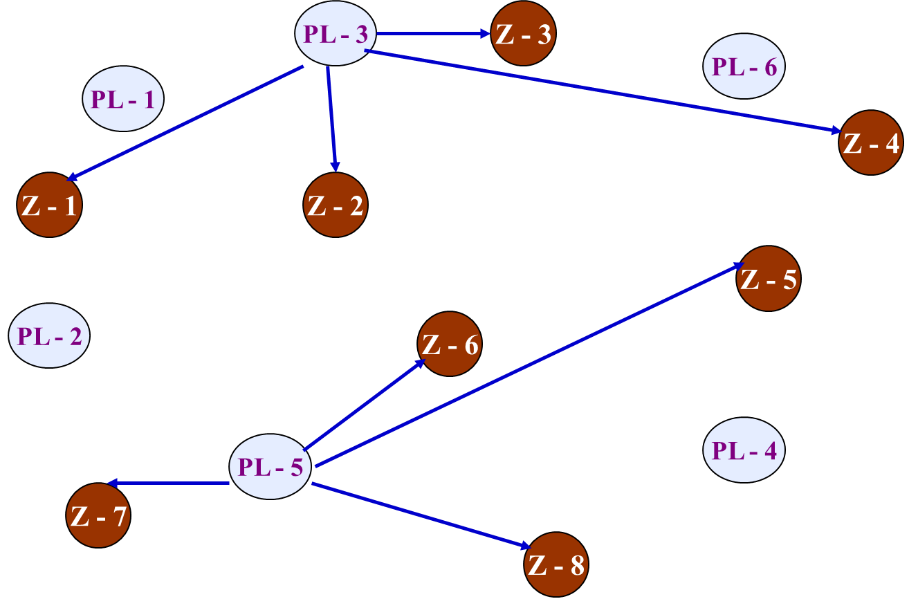 PL - 3
Z - 3
PL - 6
PL - 1
Z - 4
Z - 1
Z - 2
Z - 5
PL - 2
Z - 6
PL - 4
PL - 5
Z - 7
Z - 8